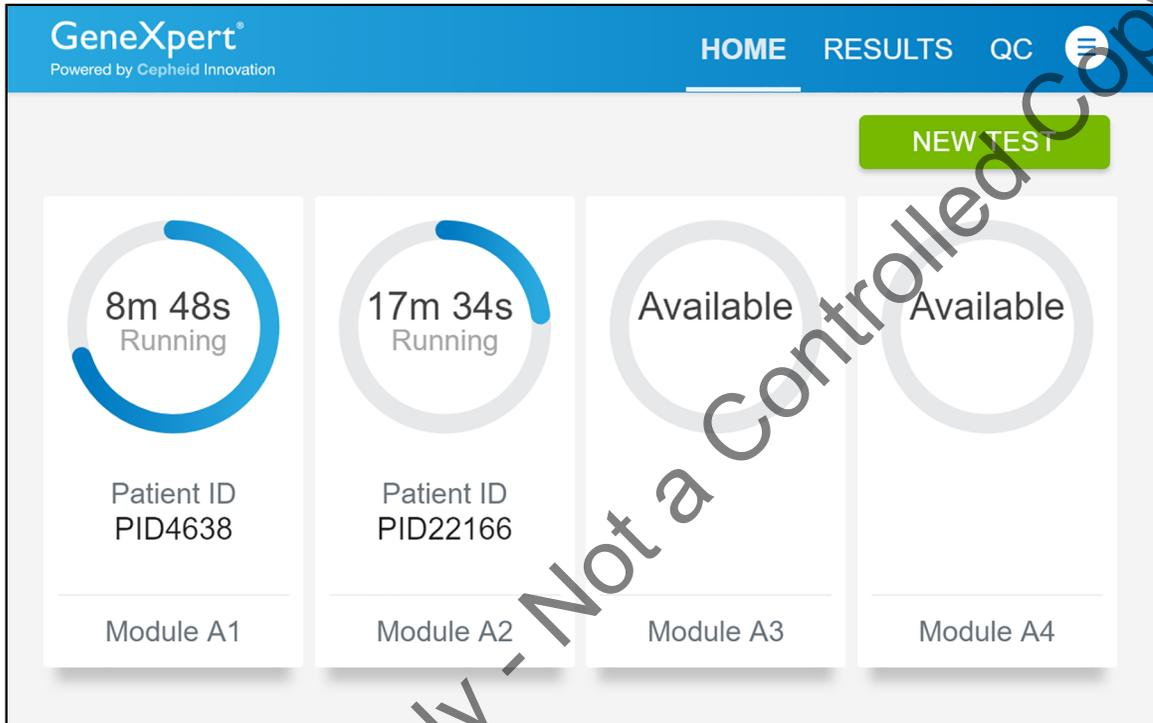 GeneXpert®
Powered by Cepheid Innovation
HOME RESULTS QC
NEW TEST
8m 48s
Running
Patient ID
PID4638
Module A1
17m 34s
Running
Patient ID
PID22166
Module A2
Available
Module A3
Available
Module A4
ly - Not a Controlled Cop